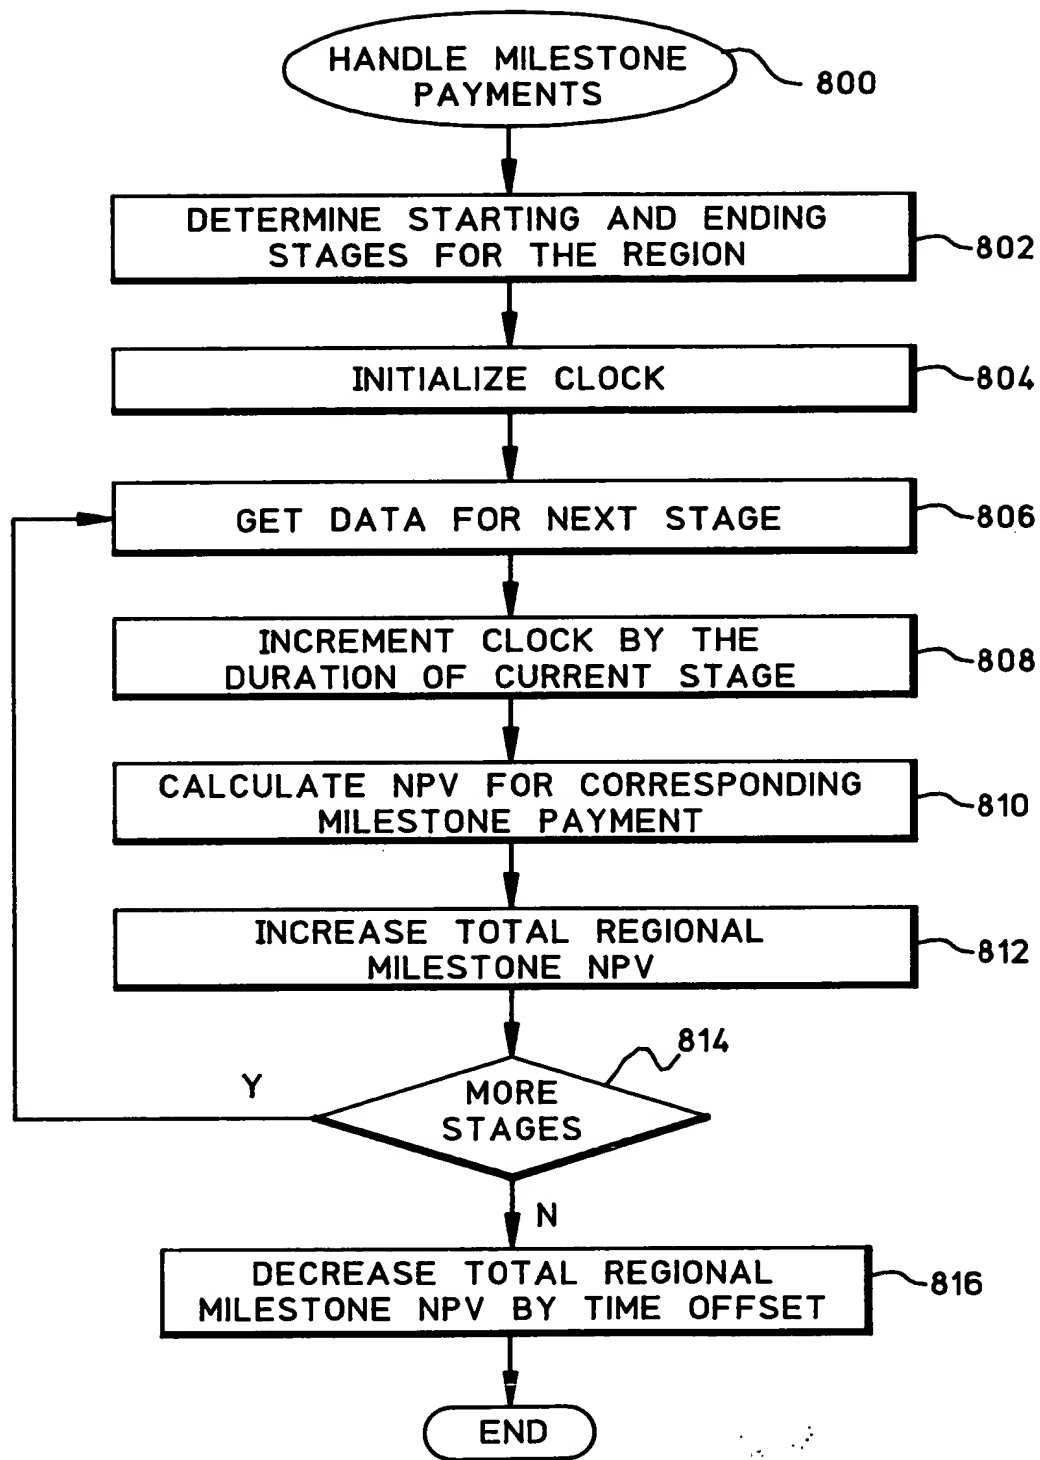 HANDLE MILESTONE
PAYMENTS
800
DETERMINE STARTING AND ENDING
STAGES FOR THE REGION
802
INITIALIZE CLOCK
804
GET DATA FOR NEXT STAGE
806
INCREMENT CLOCK BY THE
DURATION OF CURRENT STAGE
808
CALCULATE NPV FOR CORRESPONDING
MILESTONE PAYMENT
810
INCREASE TOTAL REGIONAL
MILESTONE NPV
812
814
Y
MORE
STAGES
N
DECREASE TOTAL REGIONAL
MILESTONE NPV BY TIME OFFSET
816
END